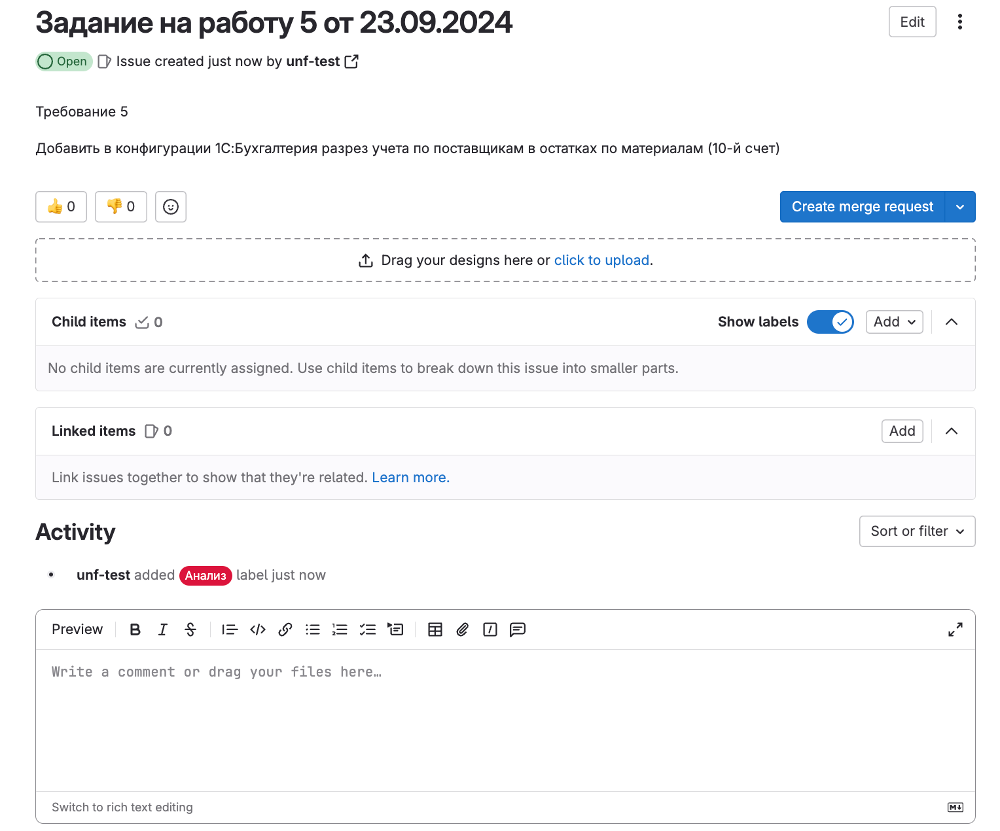 Задание на работу 5 от 23.09.2024
Edit
Open Issue created just now by unf-test
Требование 5
Добавить в конфигурации 1С:Бухгалтерия разрез учета по поставщикам в остатках по материалам (10-й счет)
👍 0 👎 0
Create merge request
Drag your designs here or click to upload.
Child items 0
Show labels Add
No child items are currently assigned. Use child items to break down this issue into smaller parts.
Linked items 0
Add
Link issues together to show that they're related. Learn more.
Activity
Sort or filter
• unf-test added Анализ label just now
Preview
Write a comment or drag your files here…
Switch to rich text editing
M↓